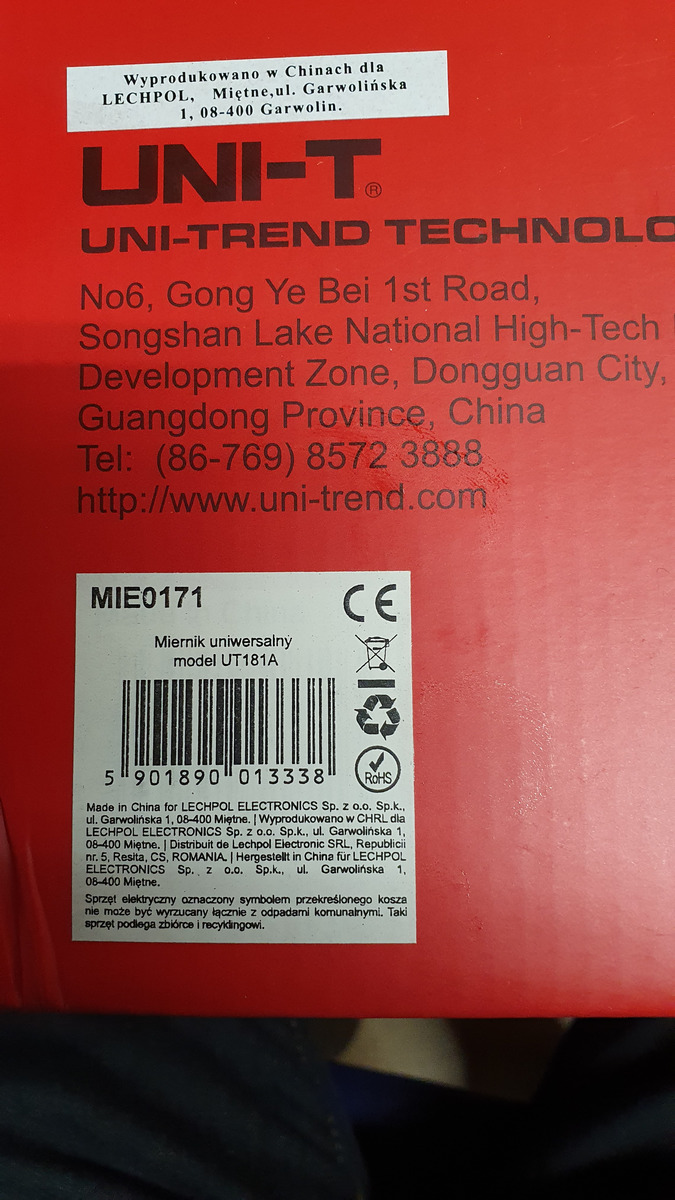 Wyprodukowano w Chinach dla
LECHPOL, Miętne,ul. Garwolińska
1, 08-400 Garwolin.
UNI-T®
UNI-TREND TECHNOLO
No6, Gong Ye Bei 1st Road,
Songshan Lake National High-Tech
Development Zone, Dongguan City,
Guangdong Province, China
Tel: (86-769) 8572 3888
http://www.uni-trend.com
MIE0171
CE
Miernik uniwersalny
model UT181A
5 901890 013338
RoHS
Made in China for LECHPOL ELECTRONICS Sp. z o.o. Sp.k.,
ul. Garwolińska 1, 08-400 Miętne. | Wyprodukowano w CHRL dla
LECHPOL ELECTRONICS Sp. z o.o. Sp.k., ul. Garwolińska 1,
08-400 Miętne. | Distribuit de Lechpol Electronic SRL, Republicii
nr. 5, Resita, CS, ROMANIA. | Hergestellt in China für LECHPOL
ELECTRONICS Sp. z o.o. Sp.k., ul. Garwolińska 1,
08-400 Miętne.
Sprzęt elektryczny oznaczony symbolem przekreślonego kosza
nie może być wyrzucany łącznie z odpadami komunalnymi. Taki
sprzęt podlega zbiórce i recyklingowi.